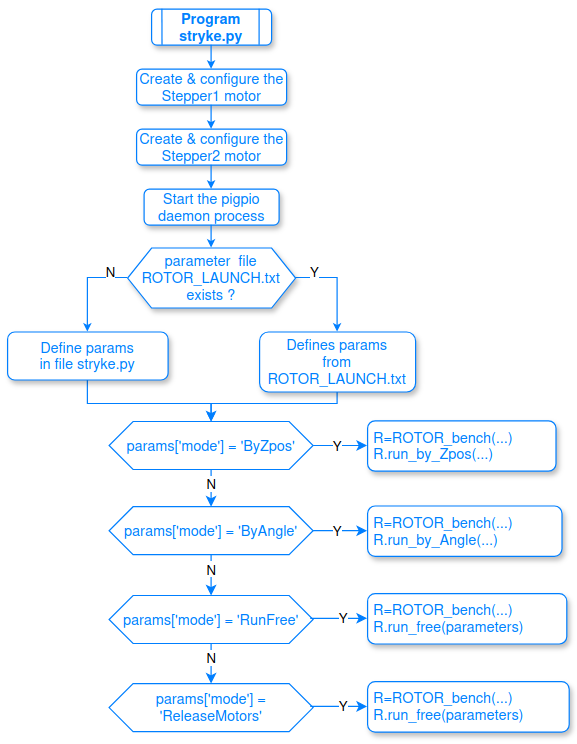 Program
stryke.py
Create & configure the
Stepper1 motor
Create & configure the
Stepper2 motor
Start the pigpio
daemon process
parameter file
ROTOR_LAUNCH.txt
exists ?
N
Y
Define params
in file stryke.py
Defines params
from
ROTOR_LAUNCH.txt
params['mode'] = 'ByZpos'
Y
R=ROTOR_bench(...)
R.run_by_Zpos(...)
N
params['mode'] = 'ByAngle'
Y
R=ROTOR_bench(...)
R.run_by_Angle(...)
N
params['mode'] = 'RunFree'
Y
R=ROTOR_bench(...)
R.run_free(parameters)
N
params['mode'] =
'ReleaseMotors'
Y
R=ROTOR_bench(...)
R.run_free(parameters)